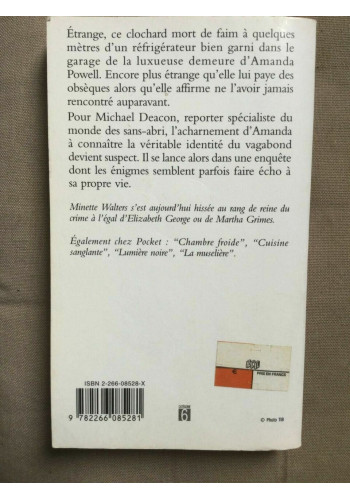 Étrange, ce clochard mort de faim à quelques
mètres d'un réfrigérateur bien garni dans le
garage de la luxueuse demeure d'Amanda
Powell. Encore plus étrange qu'elle lui paye des
obsèques alors qu'elle affirme ne l'avoir jamais
rencontré auparavant.
Pour Michael Deacon, reporter spécialiste du
monde des sans-abri, l'acharnement d'Amanda
à connaître la véritable identité du vagabond
devient suspect. Il se lance alors dans une enquête
dont les énigmes semblent parfois faire écho à
sa propre vie.
Minette Walters s'est aujourd'hui hissée au rang de reine du
crime à l'égal d'Elizabeth George ou de Martha Grimes.
Également chez Pocket : "Chambre froide", "Cuisine
sanglante", "Lumière noire", "La muselière".
ISBN 2-266-08528-X
9 782266 085281
6
PRIX EN FRANCE